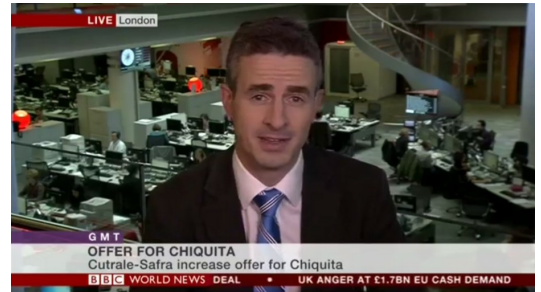 LIVE London
GMT
OFFER FOR CHIQUITA
Cutrale-Safra increase offer for Chiquita
BBC WORLD NEWS DEAL • UK ANGER AT £1.7BN EU CASH DEMAND